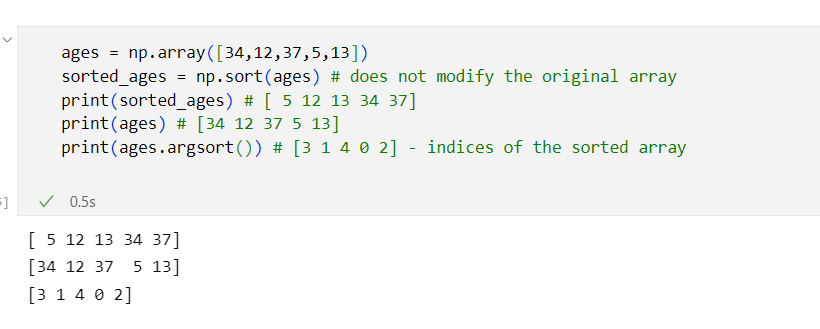 ages = np.array([34,12,37,5,13])
sorted_ages = np.sort(ages) # does not modify the original array
print(sorted_ages) # [ 5 12 13 34 37]
print(ages) # [34 12 37 5 13]
print(ages.argsort()) # [3 1 4 0 2] - indices of the sorted array
] ✓ 0.5s
[ 5 12 13 34 37]
[34 12 37  5 13]
[3 1 4 0 2]